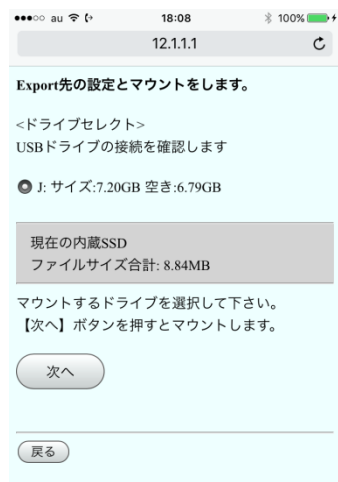 au 18:08 100%
12.1.1.1
Export先の設定とマウントをします。
<ドライブセレクト>
USBドライブの接続を確認します
J: サイズ:7.20GB 空き:6.79GB
現在の内蔵SSD
ファイルサイズ合計: 8.84MB
マウントするドライブを選択して下さい。
【次へ】ボタンを押すとマウントします。
次へ
戻る